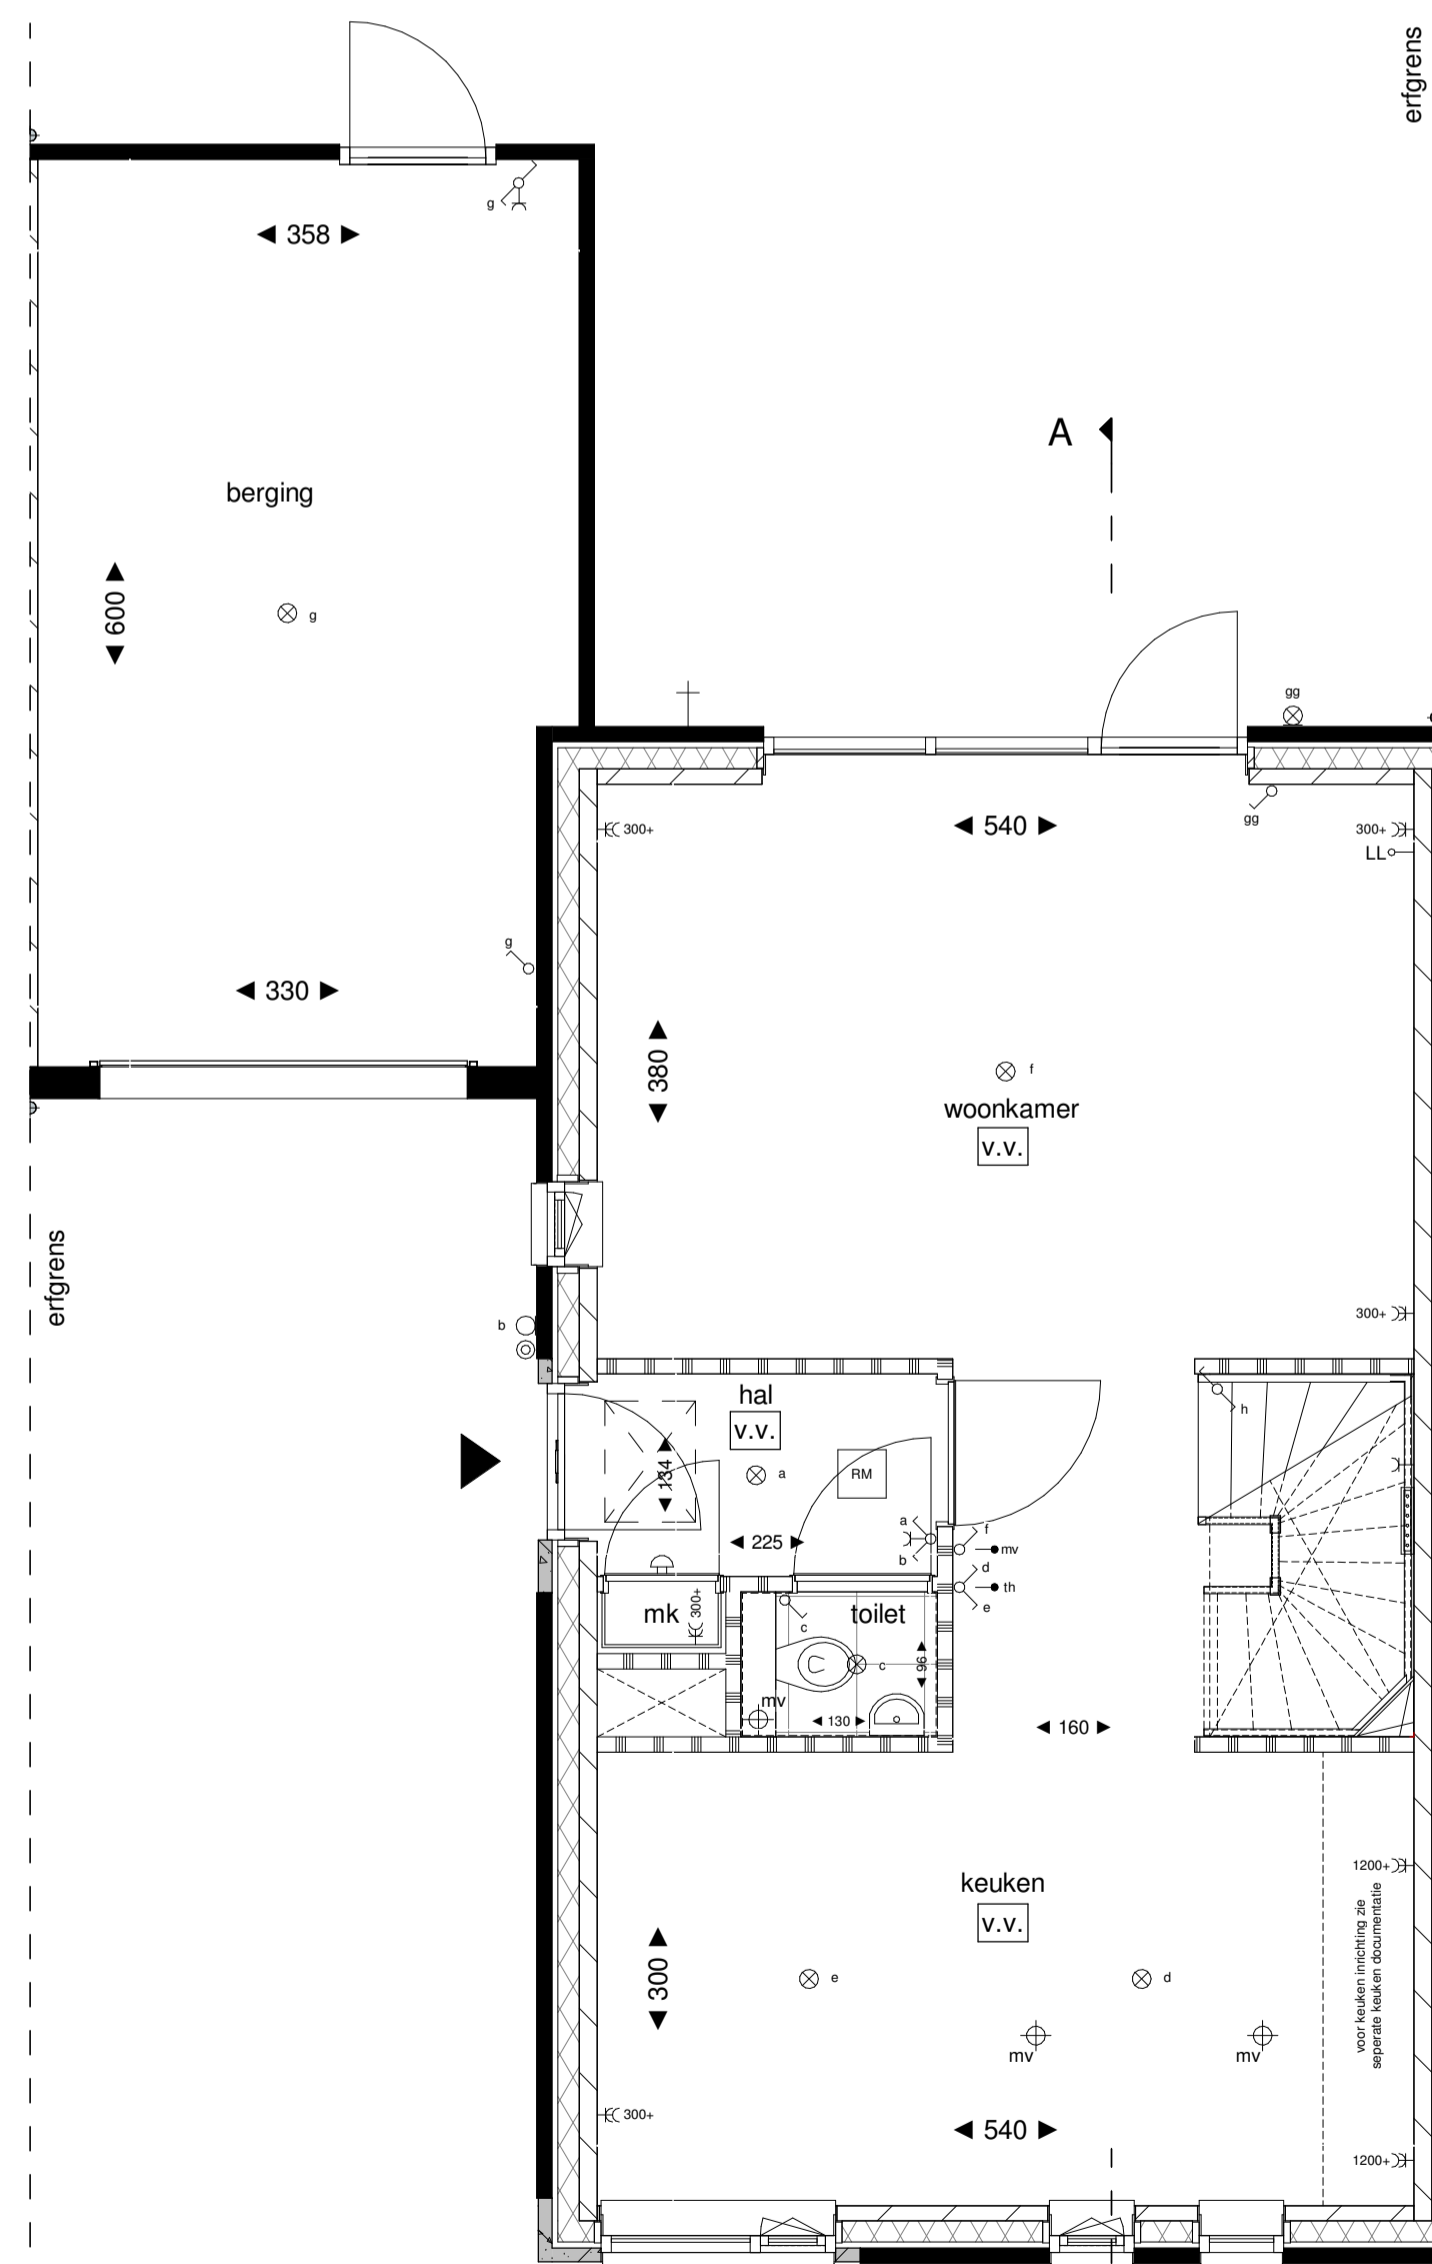 erfgrens
g
◄ 358 ►
A
berging
◄ 600 ►
g
gg
gg
300+
◄ 540 ►
300+
LL
g
◄ 330 ►
◄ 380 ►
f
woonkamer
v.v.
erfgrens
b
300+
hal
v.v.
h
◄ 134 ►
a
RM
a
b
◄ 225 ►
f
mv
d
th
e
mk
300+
toilet
c
c
◄ 96 ►
mv
◄ 130 ►
◄ 160 ►
keuken
v.v.
1200+
voor keuken inrichting zie
seperate keuken documentatie
◄ 300 ►
e
d
mv
mv
300+
◄ 540 ►
1200+